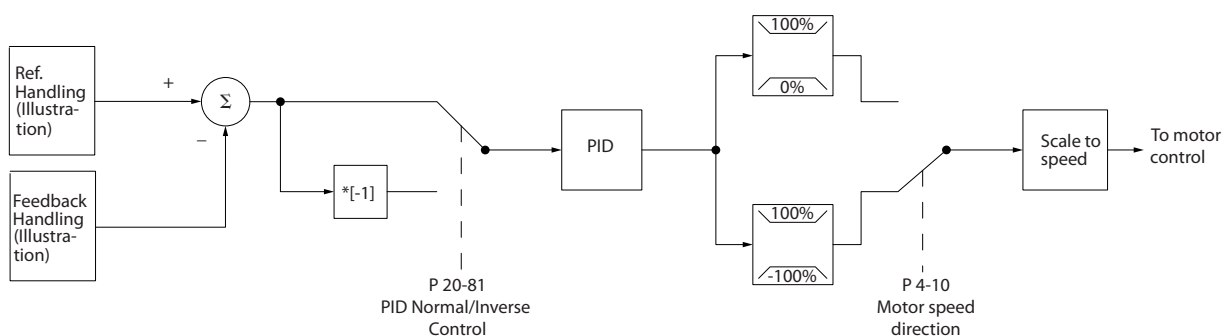 Ref.
Handling
(Illustra-
tion)
+
Σ
–
Feedback
Handling
(Illustra-
tion)
*[-1]
P 20-81
PID Normal/Inverse
Control
PID
100%
0%
100%
-100%
P 4-10
Motor speed
direction
Scale to
speed
To motor
control